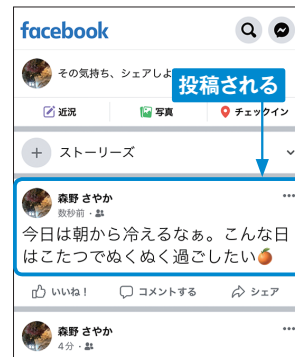 facebook
その気持ち、シェアしよ
投稿される
近況
写真
チェックイン
ストーリーズ
森野 さやか
数秒前
今日は朝から冷えるなぁ。こんな日
はこたつでぬくぬく過ごしたい🍊
いいね！
コメントする
シェア
森野 さやか
4分